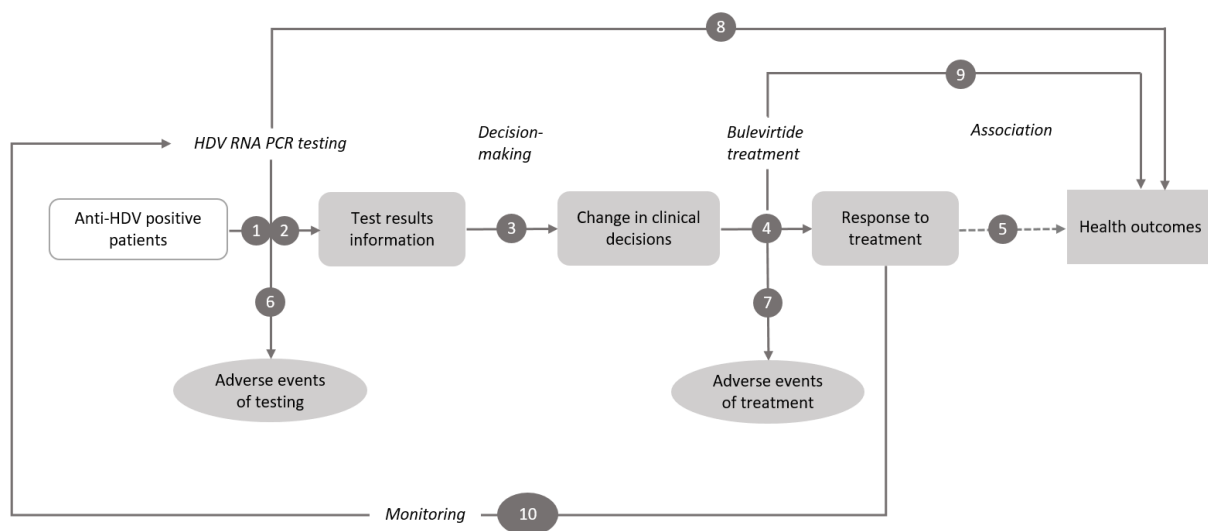 8
9
HDV RNA PCR testing
Decision-
making
Bulevirtide
treatment
Association
Anti-HDV positive
patients
1
2
Test results
information
3
Change in clinical
decisions
4
Response to
treatment
5
Health outcomes
6
7
Adverse events
of testing
Adverse events
of treatment
Monitoring
10